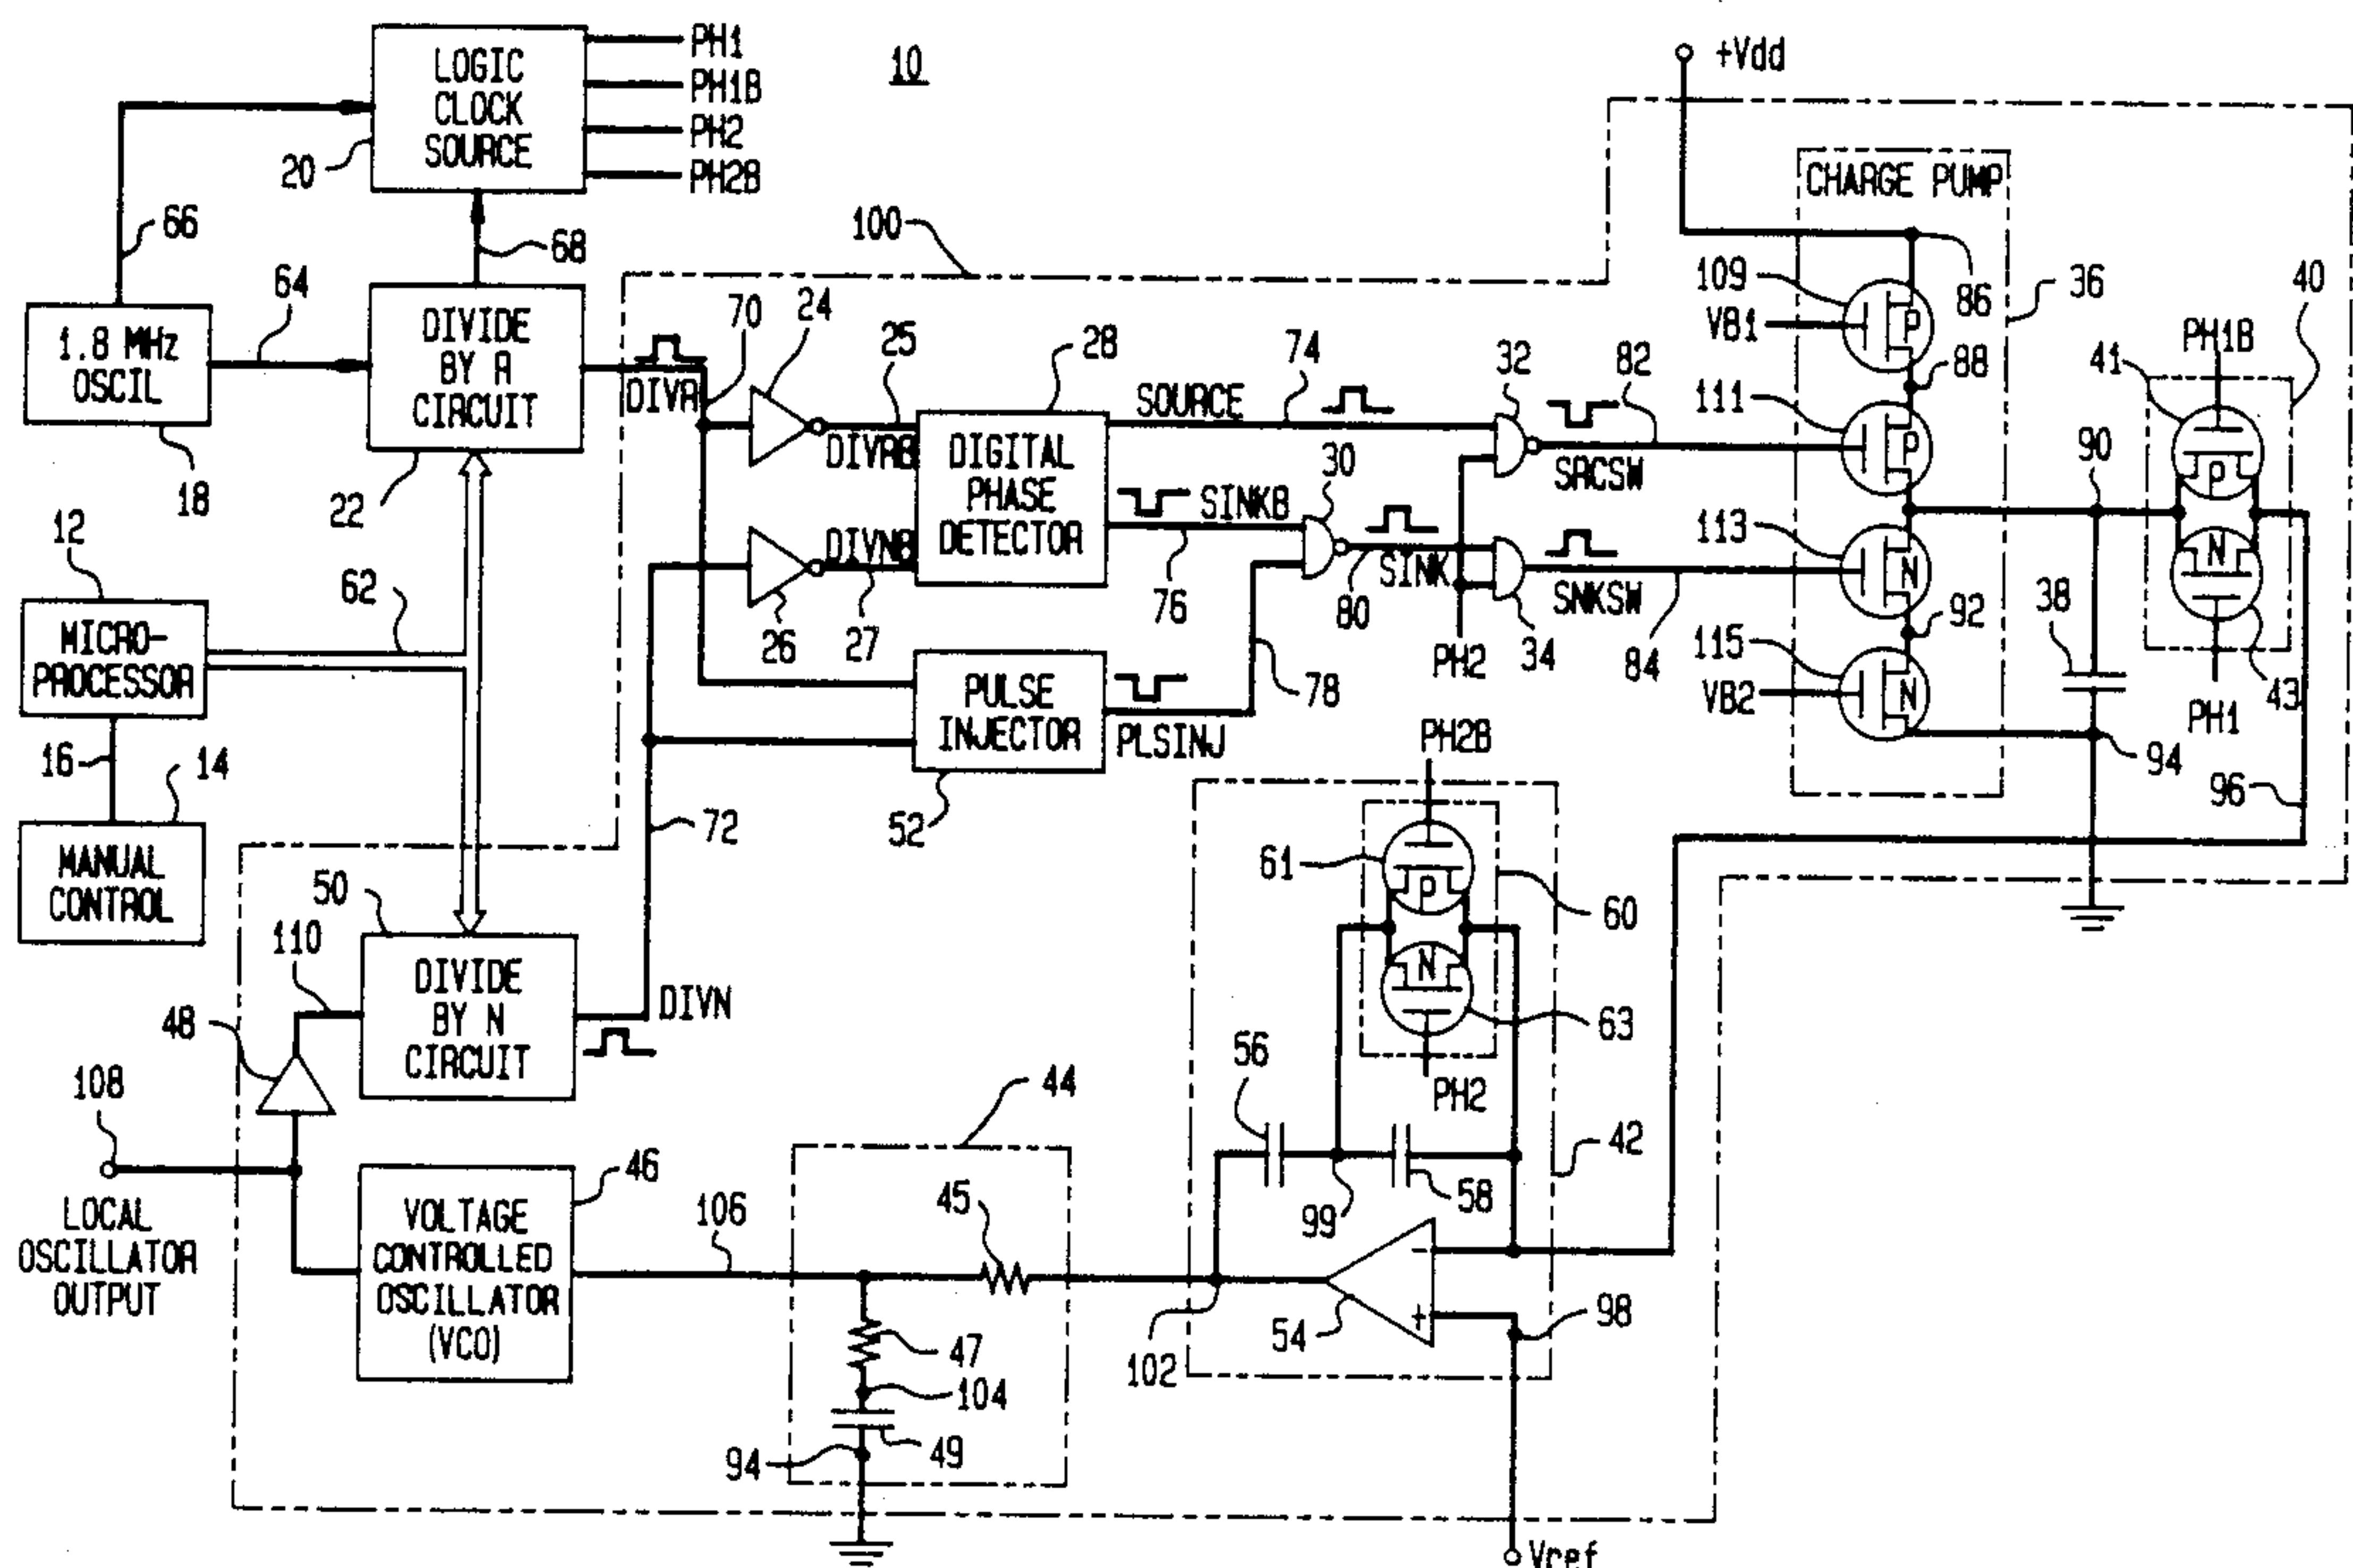 LOGIC
CLOCK
SOURCE
PH1
PH1B
PH2
PH2B
10
+Vdd
20
66
68
64
100
CHARGE PUMP
1.8 MHz
OSCIL
18
DIVIDE
BY A
CIRCUIT
22
70
DIVA
24
25
DIVAB
28
DIGITAL
PHASE
DETECTOR
SOURCE
74
32
82
SRCSW
30
SINKB
76
80
SINK
SNKSW
34
84
PH2
109
VB1
86
36
88
111
113
92
115
VB2
P
P
N
N
90
38
94
40
41
PH1B
P
N
PH1
43
96
12
MICRO-
PROCESSOR
62
16
14
MANUAL
CONTROL
26
DIVNB
27
PULSE
INJECTOR
52
PLSINJ
78
72
50
110
DIVIDE
BY N
CIRCUIT
DIVN
48
108
LOCAL
OSCILLATOR
OUTPUT
VOLTAGE
CONTROLLED
OSCILLATOR
(VCO)
46
106
44
45
47
104
49
94
PH2B
61
P
N
60
63
PH2
56
99
58
42
54
-
+
102
98
Vref